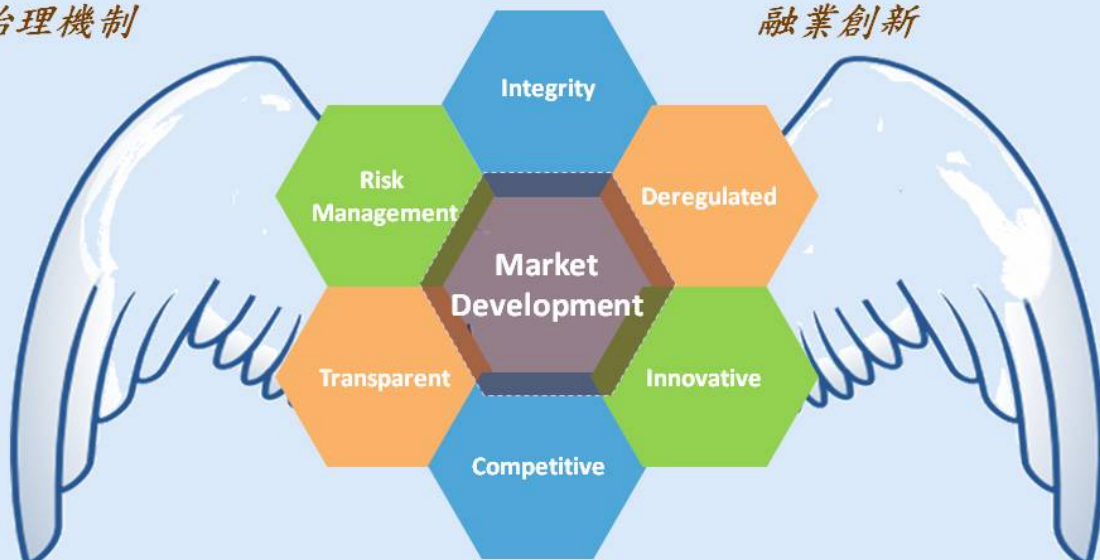 治理機制
融業創新
Integrity
Risk
Management
Deregulated
Market
Development
Transparent
Innovative
Competitive